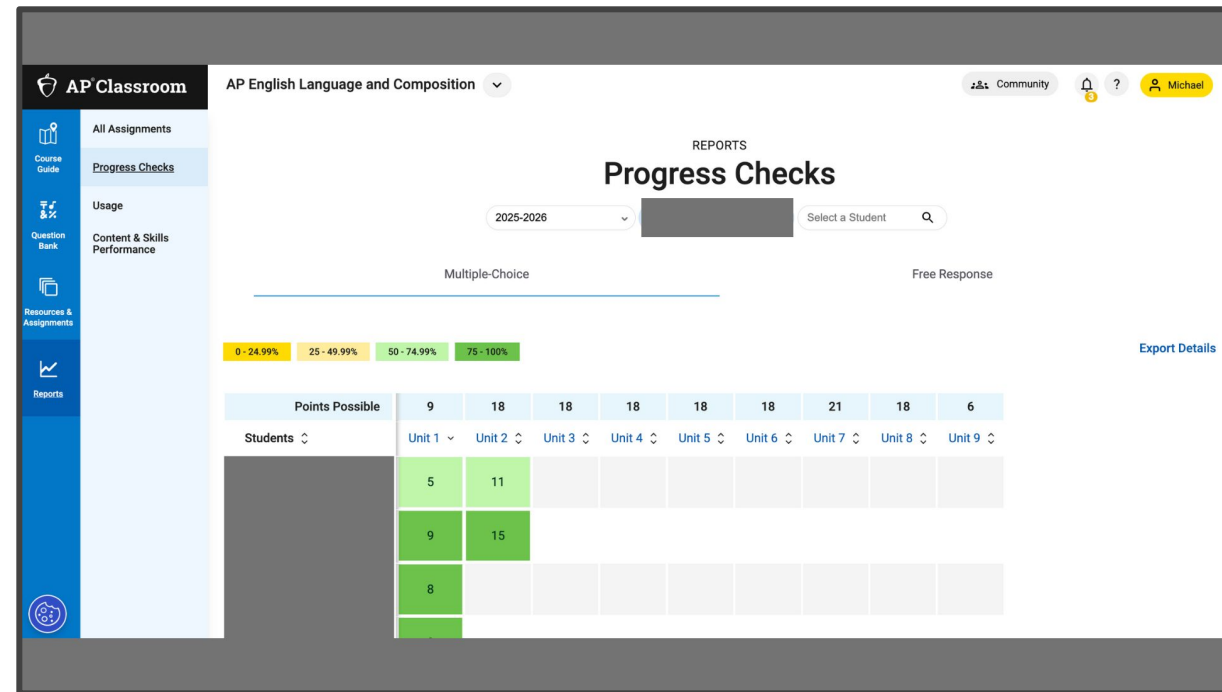 AP Classroom
AP English Language and Composition
Community
3
?
Michael
Course
Guide
Question
Bank
Resources &
Assignments
Reports
All Assignments
Progress Checks
Usage
Content & Skills
Performance
REPORTS
Progress Checks
2025-2026
Select a Student
Multiple-Choice
Free Response
0 - 24.99% 25 - 49.99% 50 - 74.99% 75 - 100%
Export Details
Points Possible 9 18 18 18 18 18 21 18 6
Students Unit 1 Unit 2 Unit 3 Unit 4 Unit 5 Unit 6 Unit 7 Unit 8 Unit 9
5 11
9 15
8